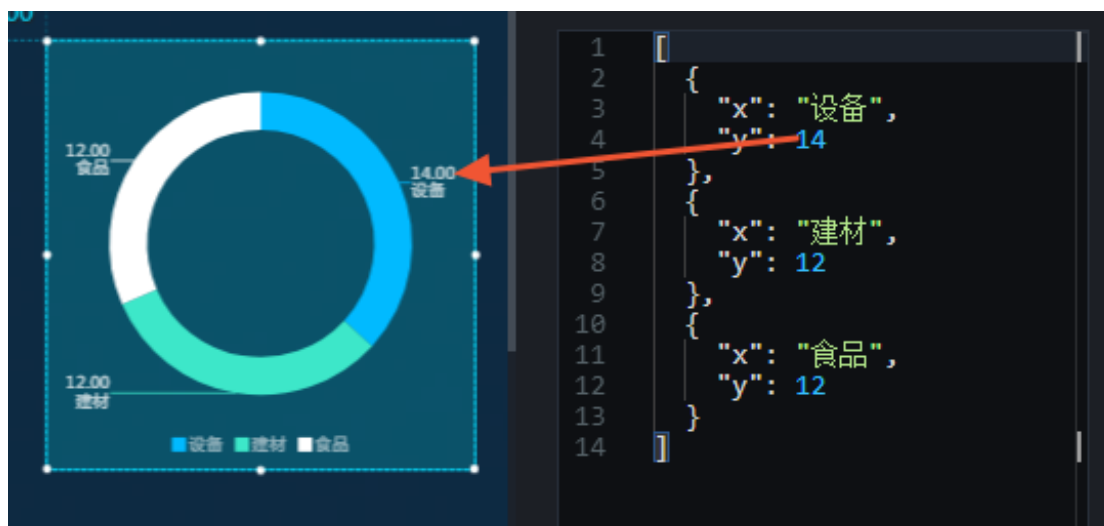 00
12.00
食品
14.00
设备
12.00
建材
设备 建材 食品
1 [
2 {
3 "x": "设备",
4 "y": 14
5 },
6 {
7 "x": "建材",
8 "y": 12
9 },
10 {
11 "x": "食品",
12 "y": 12
13 }
14 ]